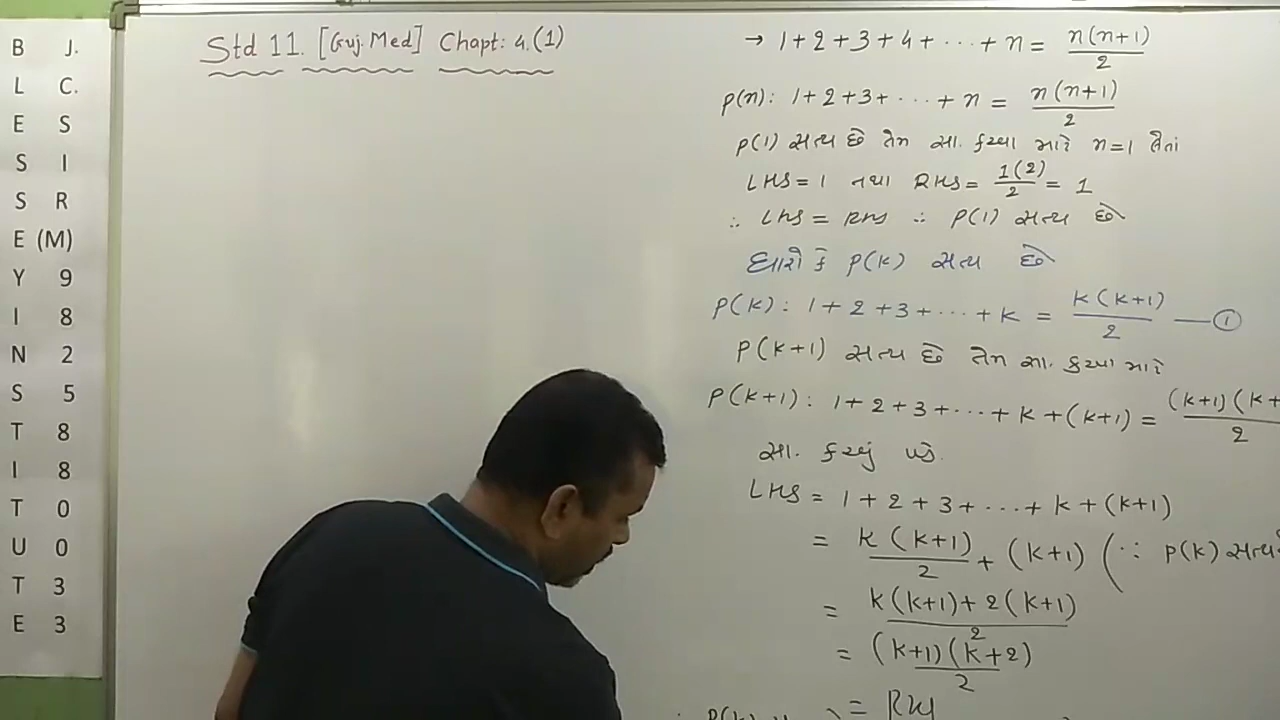 B J.
L C.
E S
S I
S R
E (M)
Y 9
I 8
N 2
S 5
T 8
I 8
T 0
U 0
T 3
E 3
Std 11. [Guj. Med] Chapt: 4.(1)
→ 1+2+3+4+ ··· + n = n(n+1)/2
P(n): 1+2+3+ ··· + n = n(n+1)/2
P(1) સત્ય છે તેમ સા. કરવા માટે n=1 લેતાં
LHS = 1 તથા RHS = 1(2)/2 = 1
∴ LHS = RHS ∴ P(1) સત્ય છે
ધારો કે P(k) સત્ય છે
P(k): 1+2+3+ ··· + k = k(k+1)/2 — ①
P(k+1) સત્ય છે તેમ સા. કરવા માટે
P(k+1): 1+2+3+ ··· + k + (k+1) = (k+1)(k+/2
સા. કરવું પડે.
LHS = 1+2+3+ ··· + k + (k+1)
= k(k+1)/2 + (k+1) (∵ P(k) સત્ય
= k(k+1)+2(k+1)/2
= (k+1)(k+2)/2
= RHS